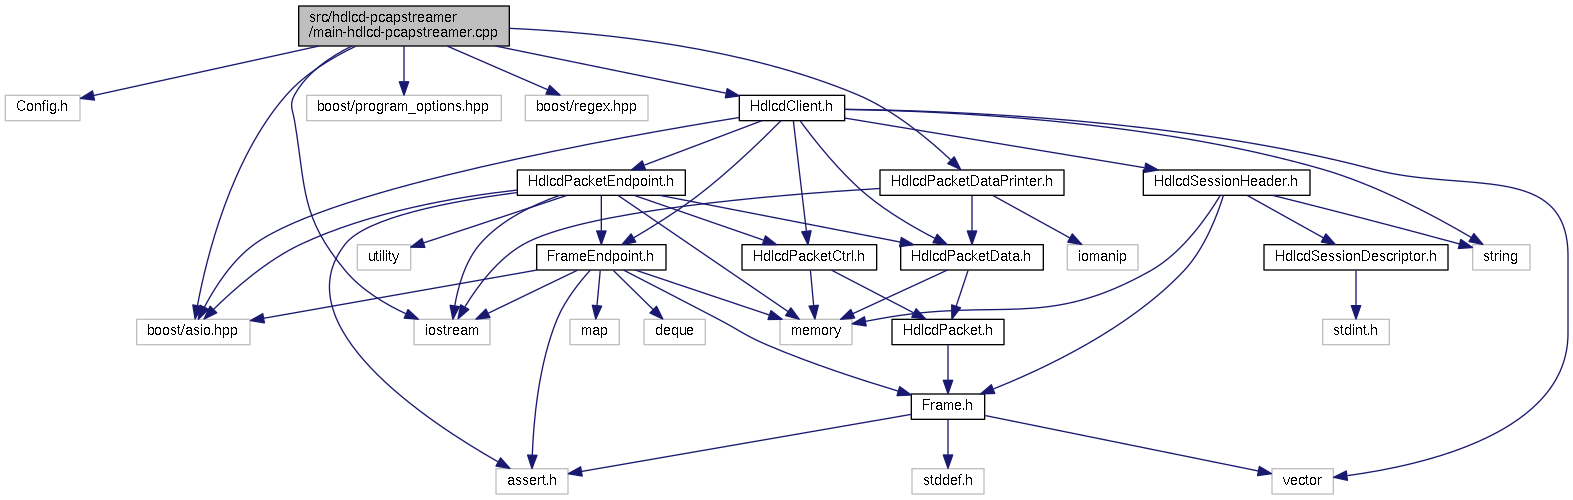 src/hdlcd-pcapstreamer
/main-hdlcd-pcapstreamer.cpp
Config.h
boost/program_options.hpp
boost/regex.hpp
HdlcdClient.h
HdlcdPacketEndpoint.h
HdlcdPacketDataPrinter.h
HdlcdSessionHeader.h
utility
FrameEndpoint.h
HdlcdPacketCtrl.h
HdlcdPacketData.h
iomanip
HdlcdSessionDescriptor.h
string
boost/asio.hpp
iostream
map
deque
memory
HdlcdPacket.h
stdint.h
Frame.h
assert.h
stddef.h
vector